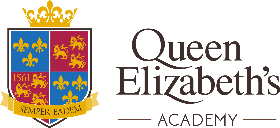 1561
SEMPER EADEM
Queen
Elizabeth's
ACADEMY